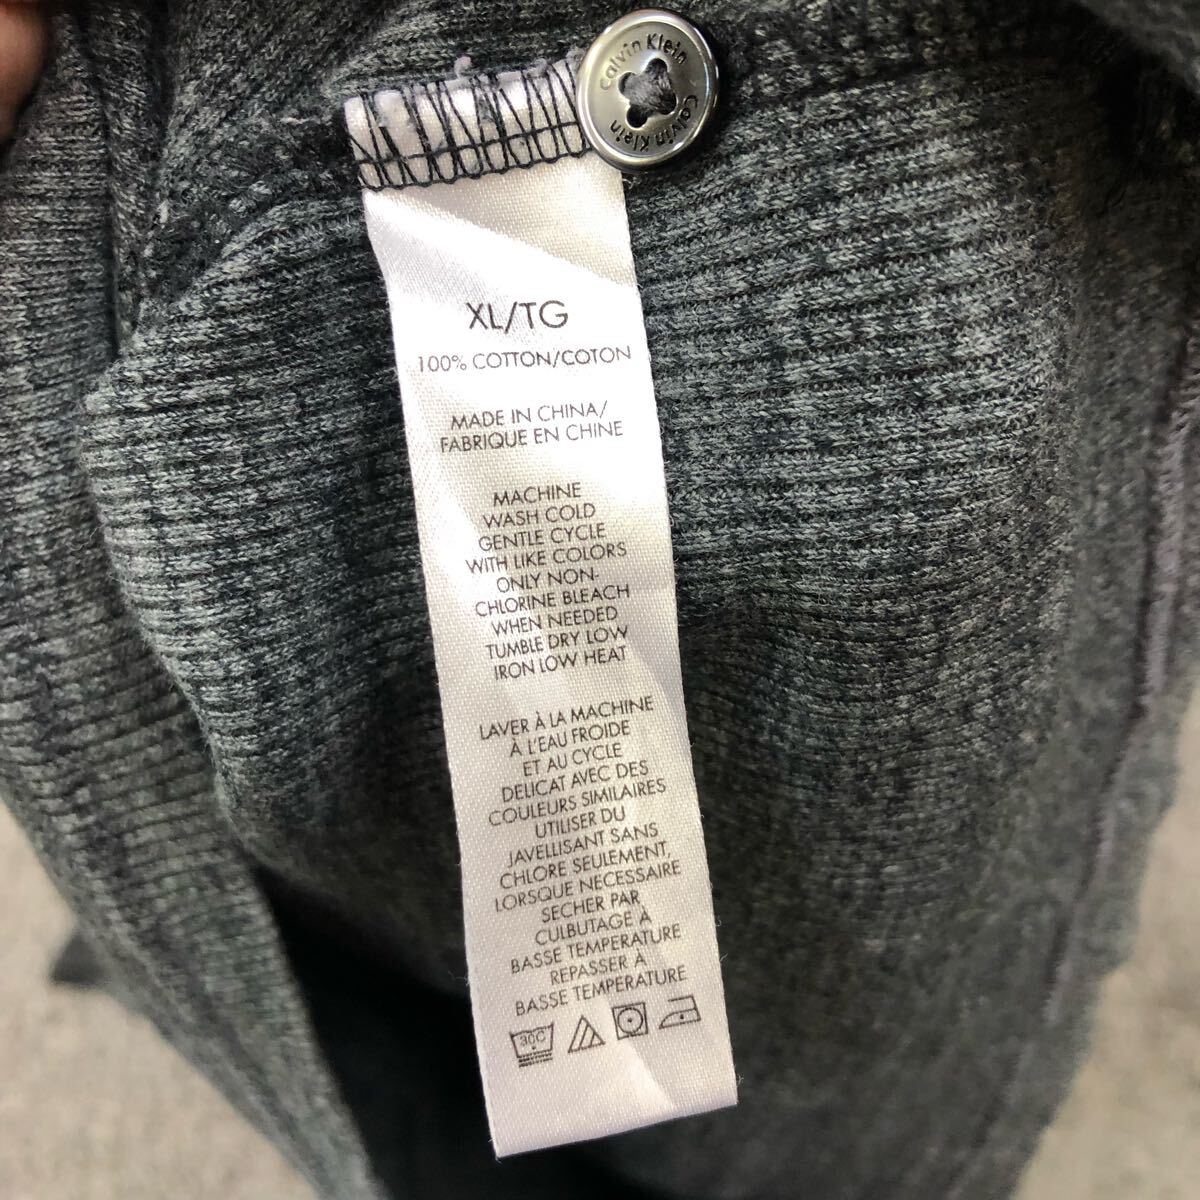 Calvin Klein
Calvin Klein
XL/TG
100% COTTON/COTON
MADE IN CHINA/
FABRIQUE EN CHINE
MACHINE
WASH COLD
GENTLE CYCLE
WITH LIKE COLORS
ONLY NON-
CHLORINE BLEACH
WHEN NEEDED
TUMBLE DRY LOW
IRON LOW HEAT
LAVER À LA MACHINE
À L'EAU FROIDE
ET AU CYCLE
DELICAT AVEC DES
COULEURS SIMILAIRES
UTILISER DU
JAVELLISANT SANS
CHLORE SEULEMENT,
LORSQUE NECESSAIRE
SECHER PAR
CULBUTAGE À
BASSE TEMPERATURE
REPASSER À
BASSE TEMPERATURE
30C